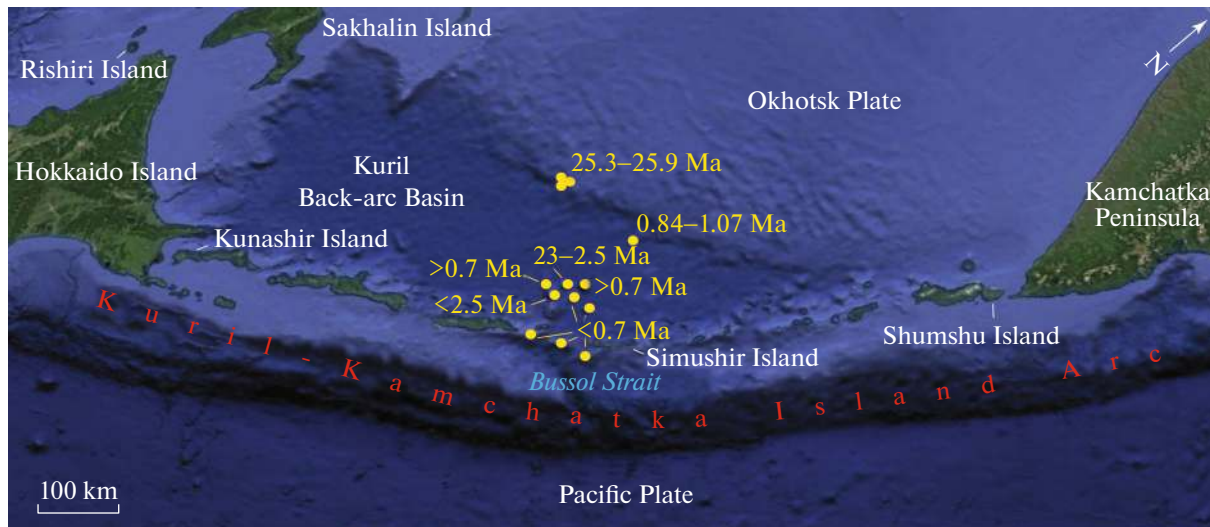 Sakhalin Island
Rishiri Island
N
Okhotsk Plate
25.3–25.9 Ma
Hokkaido Island
Kuril
Back-arc Basin
Kamchatka
Peninsula
0.84–1.07 Ma
Kunashir Island
23–2.5 Ma
>0.7 Ma
>0.7 Ma
<2.5 Ma
<0.7 Ma
Shumshu Island
Simushir Island
Bussol Strait
Kuril-Kamchatka Island Arc
100 km
Pacific Plate